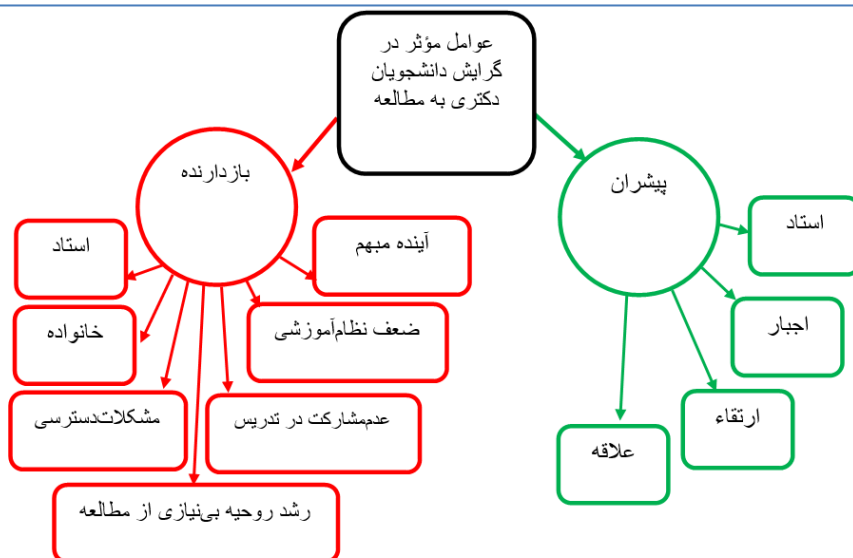 عوامل مؤثر در
گرایش دانشجویان
دکتری به مطالعه
پیشران
استاد
اجبار
ارتقاء
علاقه
بازدارنده
آینده مبهم
ضعف نظام‌آموزشی
عدم‌مشارکت در تدریس
رشد روحیه بی‌نیازی از مطالعه
مشکلات‌دسترسی
خانواده
استاد